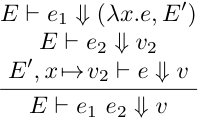 E ⊢ e₁ ⇓ (λx.e, E′)
E ⊢ e₂ ⇓ v₂
E′, x ↦ v₂ ⊢ e ⇓ v
E ⊢ e₁ e₂ ⇓ v